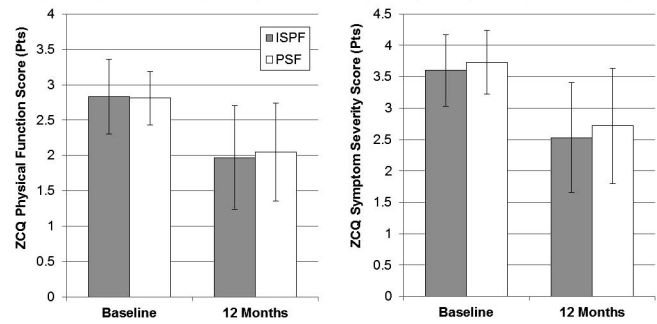 ZCQ Physical Function Score (Pts)
4
3.5
3
2.5
2
1.5
1
0.5
0
ISPF
PSF
Baseline
12 Months
ZCQ Symptom Severity Score (Pts)
4.5
4
3.5
3
2.5
2
1.5
1
0.5
0
Baseline
12 Months